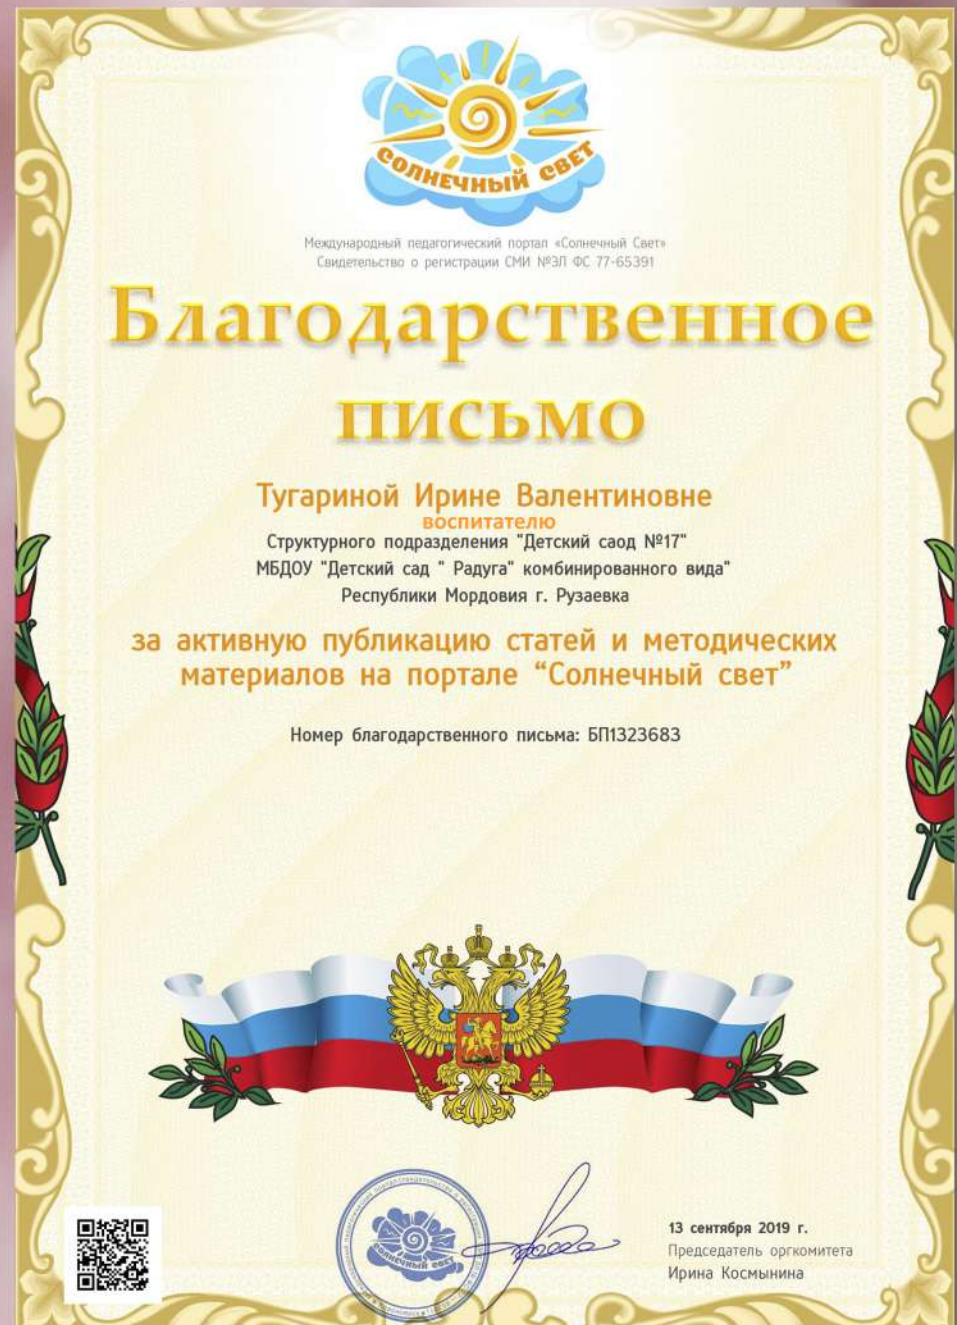 СОЛНЕЧНЫЙ СВЕТ
Международный педагогический портал «Солнечный Свет»
Свидетельство о регистрации СМИ №ЭЛ ФС 77-65391
Благодарственное
письмо
Тугариной Ирине Валентиновне
воспитателю
Структурного подразделения "Детский саод №17"
МБДОУ "Детский сад " Радуга" комбинированного вида"
Республики Мордовия г. Рузаевка
за активную публикацию статей и методических
материалов на портале “Солнечный свет”
Номер благодарственного письма: БП1323683
СОЛНЕЧНЫЙ СВЕТ
13 сентября 2019 г.
Председатель оргкомитета
Ирина Космынина